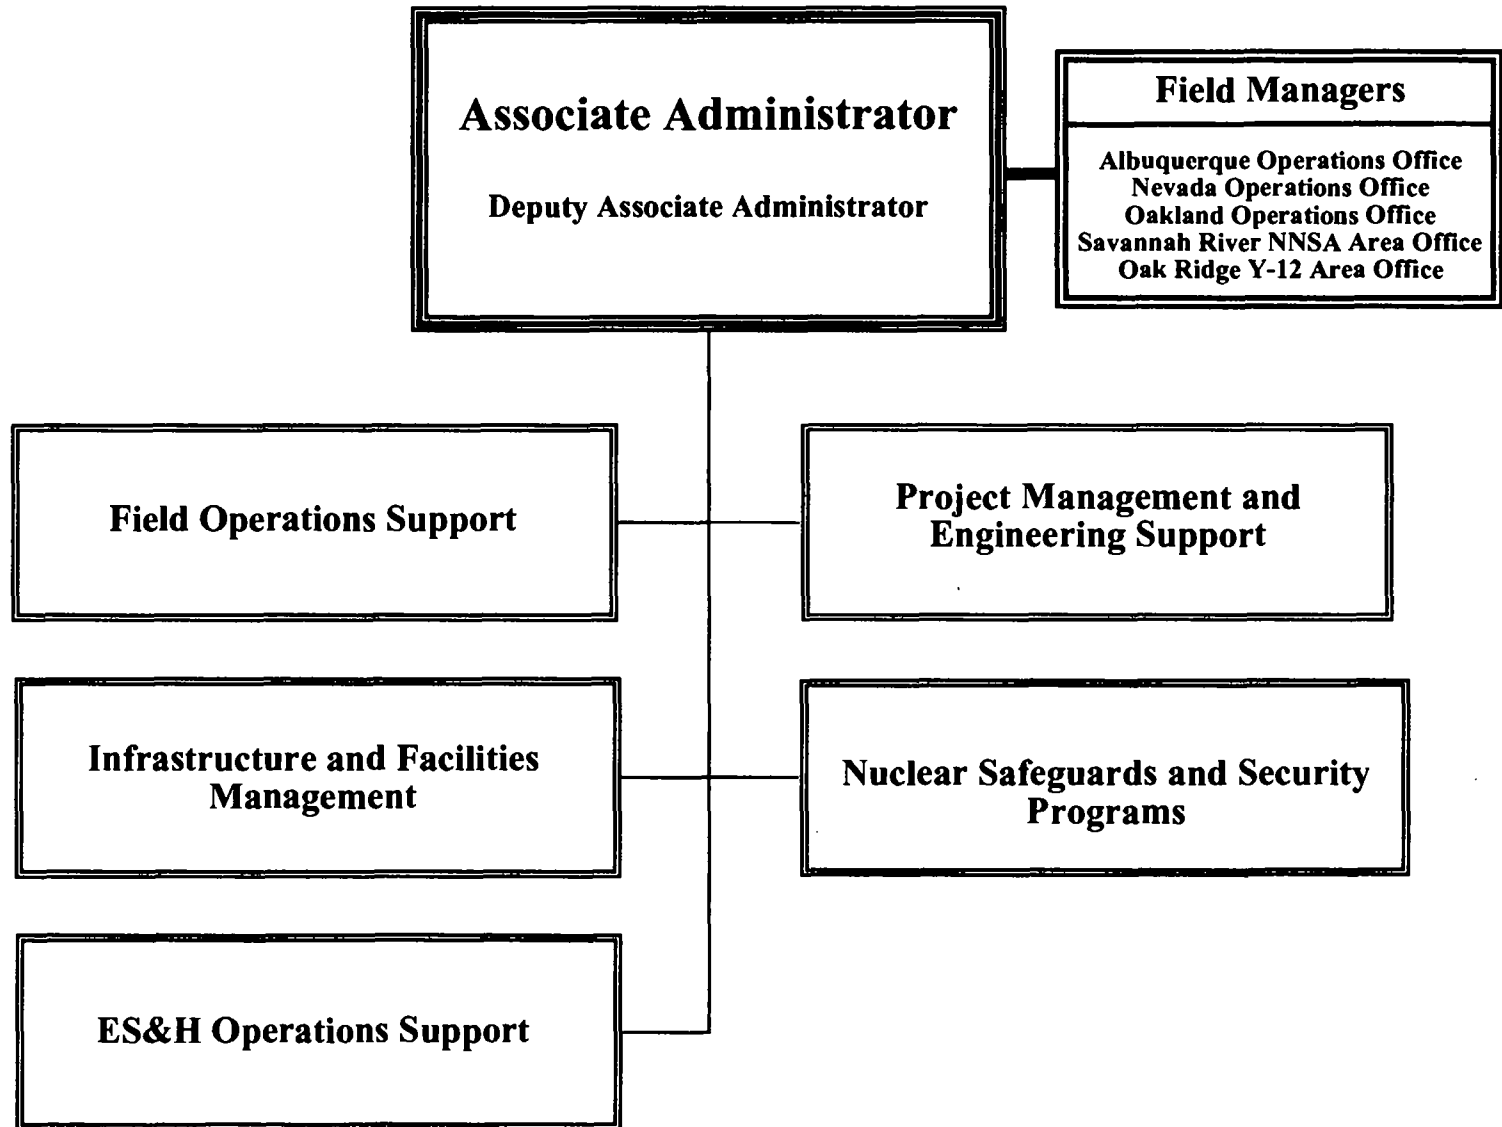 Associate Administrator
Deputy Associate Administrator
Field Managers
Albuquerque Operations Office
Nevada Operations Office
Oakland Operations Office
Savannah River NNSA Area Office
Oak Ridge Y-12 Area Office
Field Operations Support
Project Management and
Engineering Support
Infrastructure and Facilities
Management
Nuclear Safeguards and Security
Programs
ES&H Operations Support